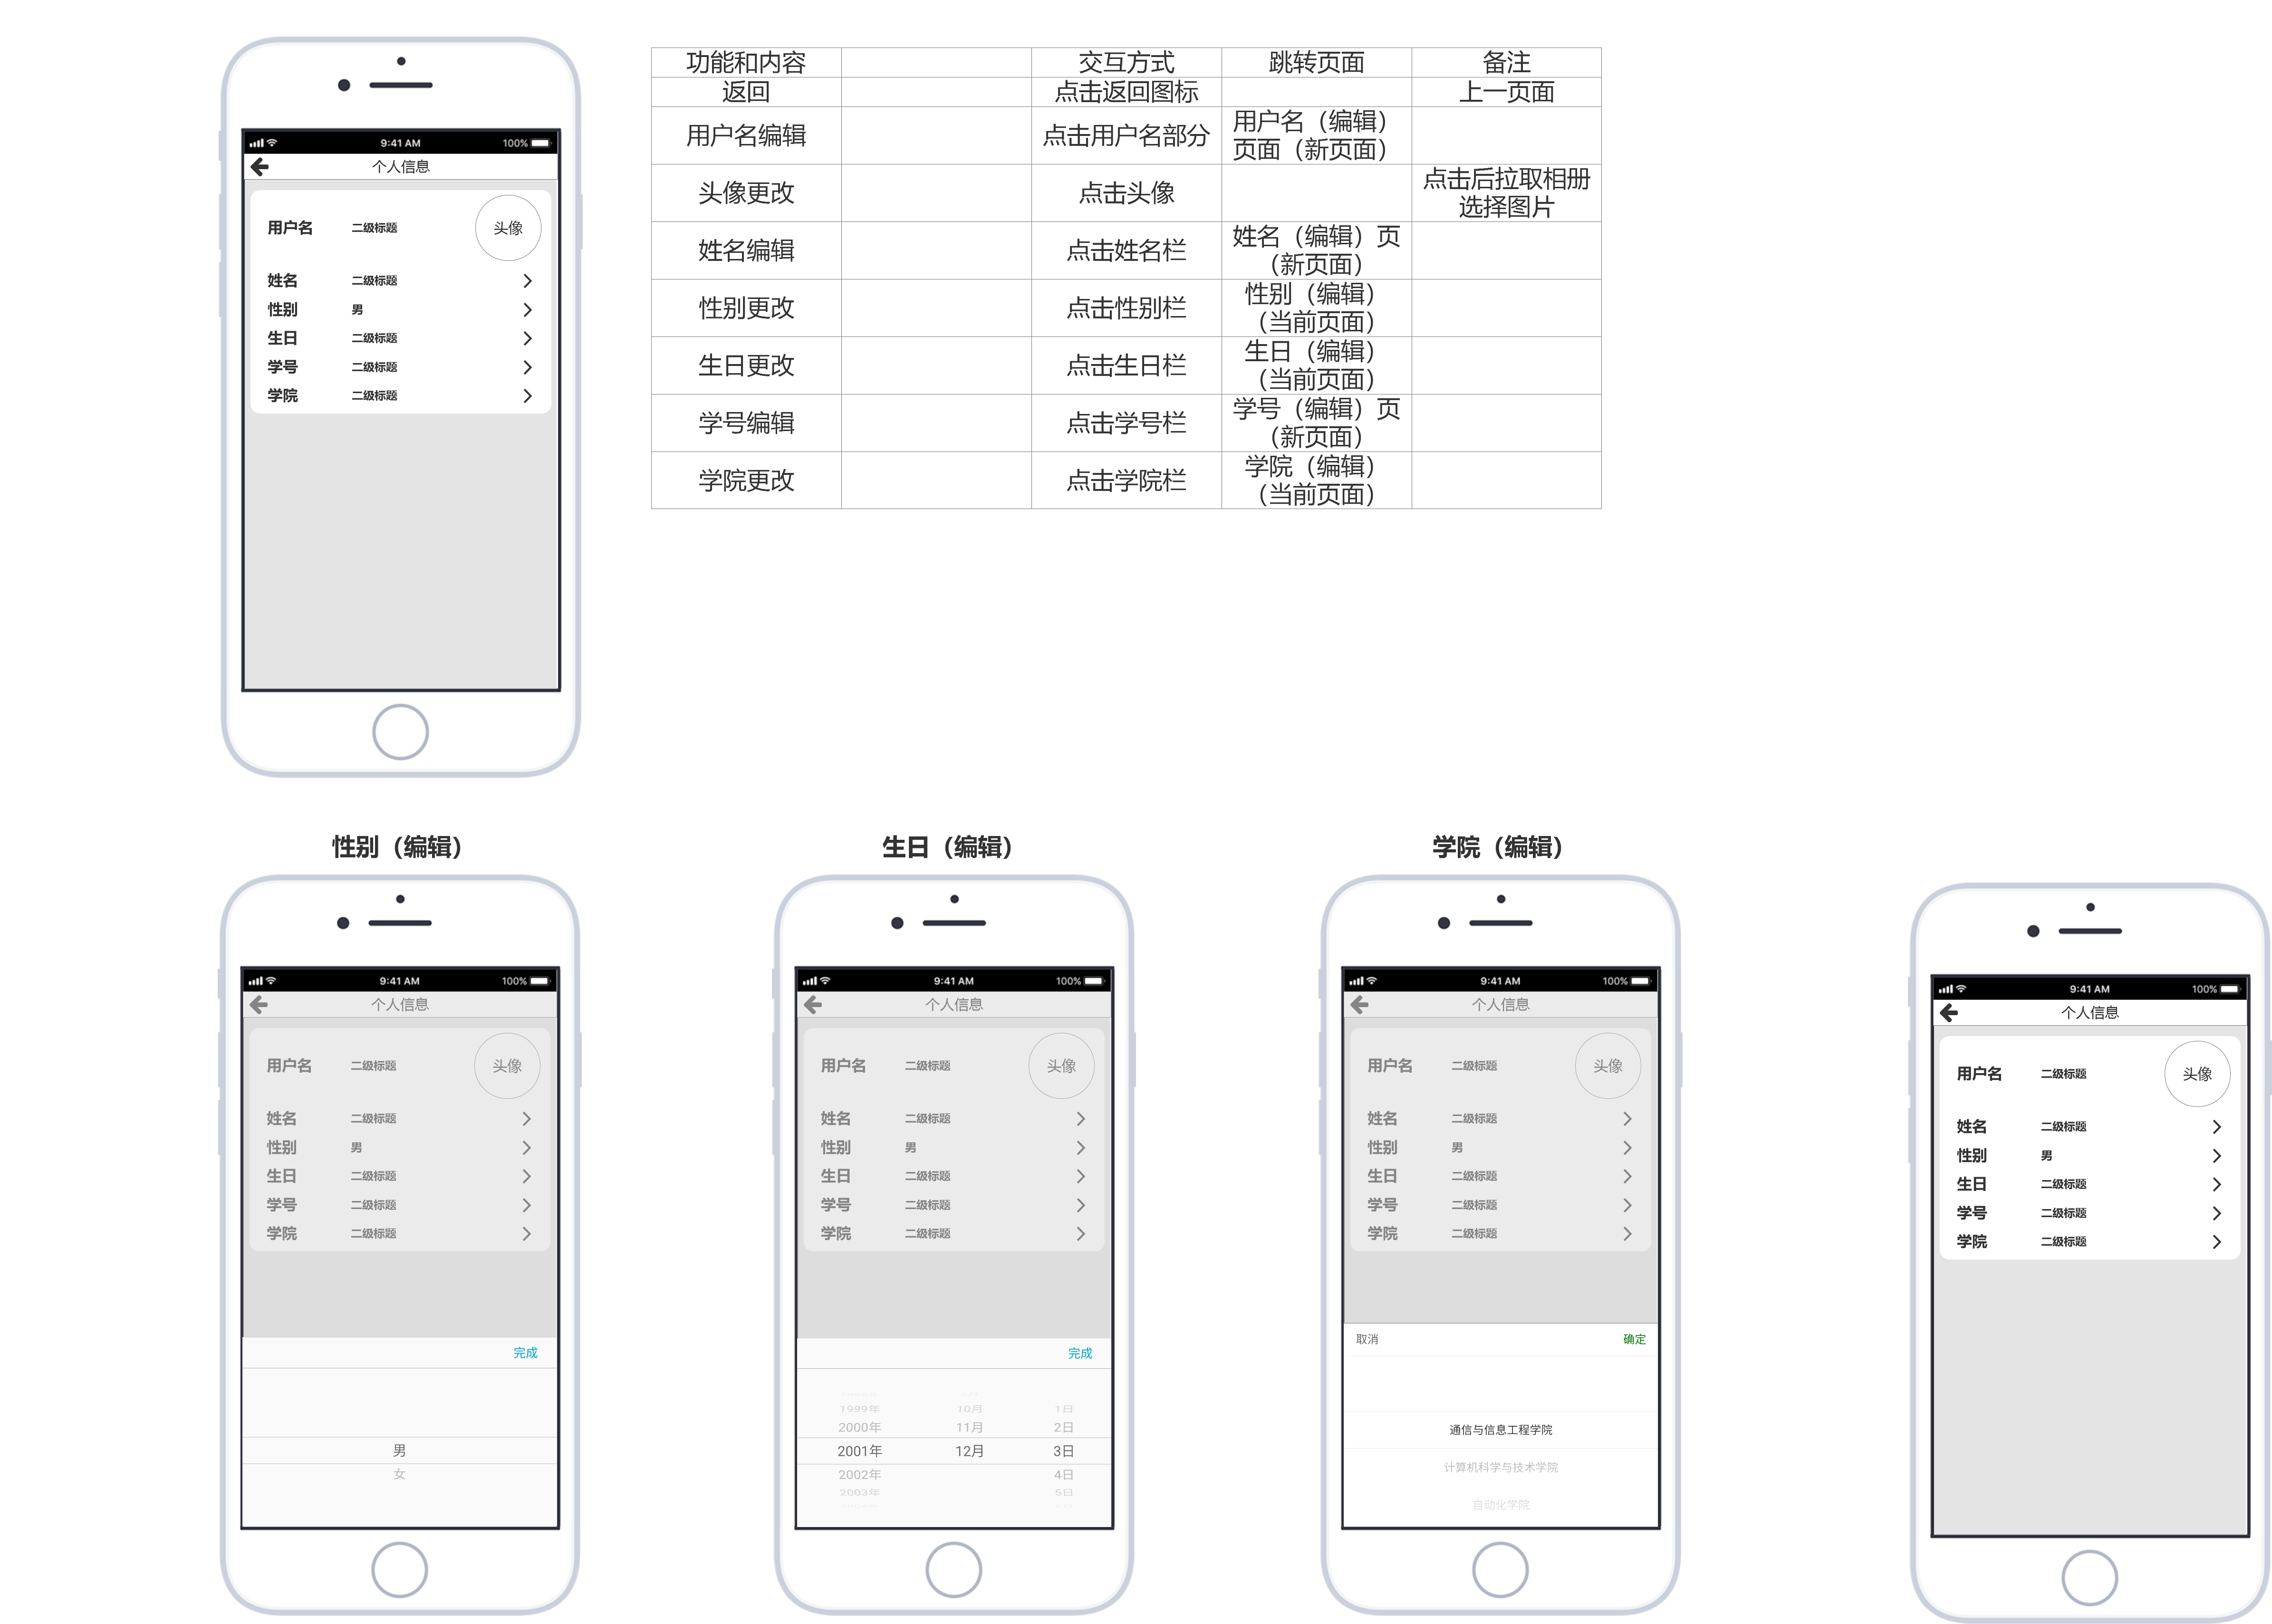 9:41 AM 100%
个人信息
用户名 二级标题 头像
姓名 二级标题
性别 男
生日 二级标题
学号 二级标题
学院 二级标题
功能和内容 交互方式 跳转页面 备注
返回 点击返回图标 上一页面
用户名编辑 点击用户名部分 用户名（编辑）
页面（新页面）
头像更改 点击头像 点击后拉取相册
选择图片
姓名编辑 点击姓名栏 姓名（编辑）页
（新页面）
性别更改 点击性别栏 性别（编辑）
（当前页面）
生日更改 点击生日栏 生日（编辑）
（当前页面）
学号编辑 点击学号栏 学号（编辑）页
（新页面）
学院更改 点击学院栏 学院（编辑）
（当前页面）
性别（编辑）
9:41 AM 100%
个人信息
用户名 二级标题 头像
姓名 二级标题
性别 男
生日 二级标题
学号 二级标题
学院 二级标题
完成
男
女
生日（编辑）
9:41 AM 100%
个人信息
用户名 二级标题 头像
姓名 二级标题
性别 男
生日 二级标题
学号 二级标题
学院 二级标题
完成
1999年 10月 1日
2000年 11月 2日
2001年 12月 3日
2002年 4日
2003年 5日
学院（编辑）
9:41 AM 100%
个人信息
用户名 二级标题 头像
姓名 二级标题
性别 男
生日 二级标题
学号 二级标题
学院 二级标题
取消 确定
通信与信息工程学院
计算机科学与技术学院
自动化学院
9:41 AM 100%
个人信息
用户名 二级标题 头像
姓名 二级标题
性别 男
生日 二级标题
学号 二级标题
学院 二级标题